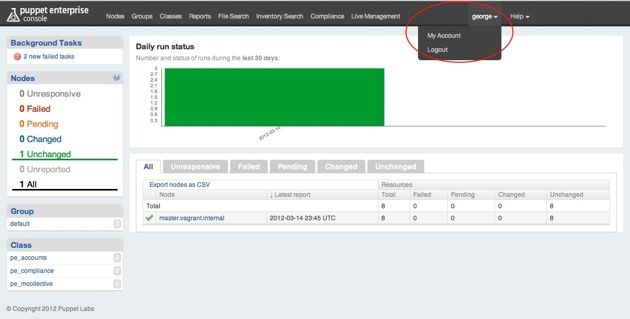 puppet enterprise
console
Nodes Groups Classes Reports File Search Inventory Search Compliance Live Management george Help
My Account
Logout
Background Tasks
2 new failed tasks
Nodes
0 Unresponsive
0 Failed
0 Pending
0 Changed
1 Unchanged
0 Unreported
1 All
Group
default 0
Class
pe_accounts 0
pe_compliance 0
pe_mcollective 0
Daily run status
Number and status of runs during the last 30 days:
3
2.7
2.4
2.1
1.8
1.5
1.2
0.9
0.6
0.3
2012-03-14
All Unresponsive Failed Pending Changed Unchanged
Export nodes as CSV Resources
Node ↓ Latest report Total Failed Pending Changed Unchanged
Total 8 0 0 0 8
master.vagrant.internal 2012-03-14 23:45 UTC 8 0 0 0 8
© Copyright 2012 Puppet Labs